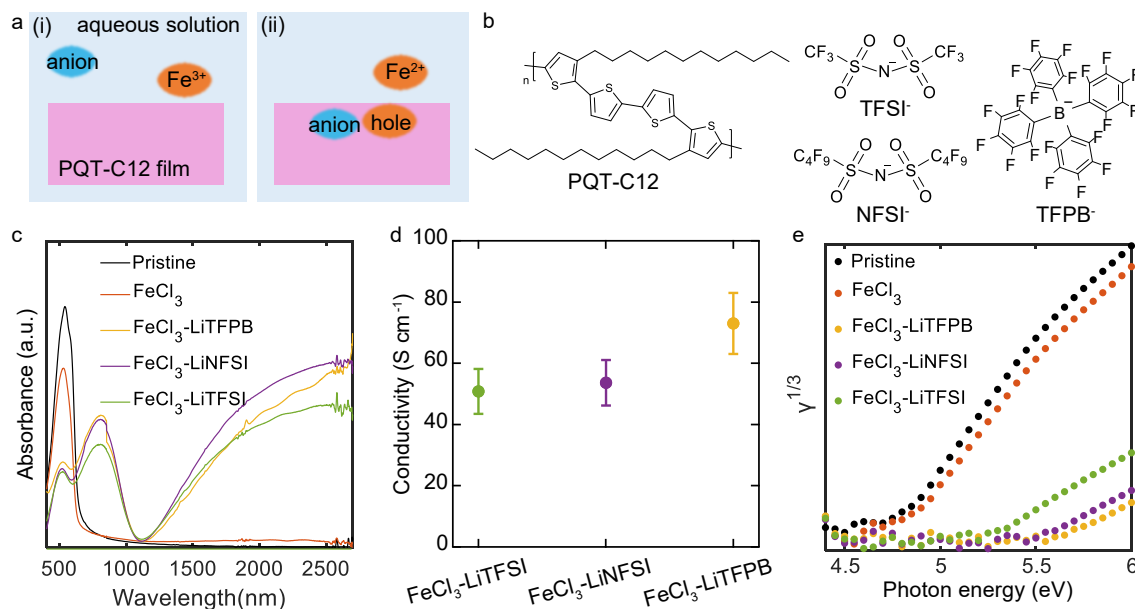 a
(i)
aqueous solution
anion
Fe³⁺
PQT-C12 film
(ii)
Fe²⁺
anion
hole
b
n
S
S
S
S
PQT-C12
CF₃
O
O
CF₃
S
N⁻
S
O
O
TFSI⁻
C₄F₉
O
O
C₄F₉
S
N⁻
S
O
O
NFSI⁻
F
F
F
F
F
F
F
F
F
F
B⁻
F
F
F
F
F
F
F
F
F
F
TFPB⁻
c
Absorbance (a.u.)
Pristine
FeCl₃
FeCl₃-LiTFPB
FeCl₃-LiNFSI
FeCl₃-LiTFSI
500
1000
1500
2000
2500
Wavelength(nm)
d
Conductivity (S cm⁻¹)
100
80
60
40
20
0
FeCl₃-LiTFSI
FeCl₃-LiNFSI
FeCl₃-LiTFPB
e
γ¹ᐟ³
Pristine
FeCl₃
FeCl₃-LiTFPB
FeCl₃-LiNFSI
FeCl₃-LiTFSI
4.5
5
5.5
6
Photon energy (eV)